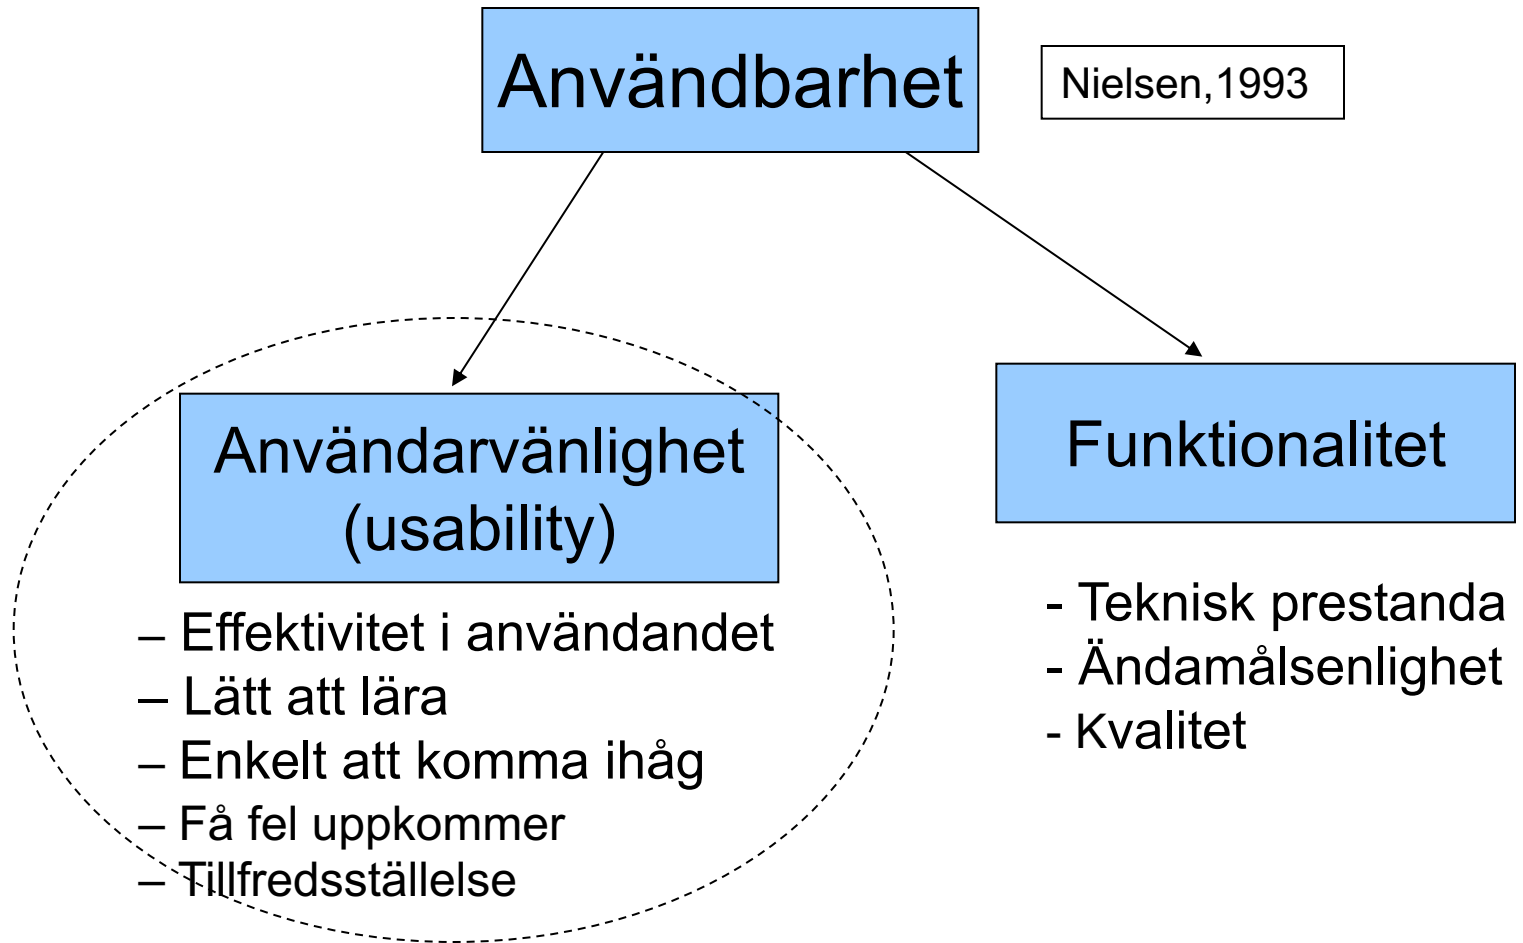 Användbarhet
Nielsen,1993
Användarvänlighet
(usability)
– Effektivitet i användandet
– Lätt att lära
– Enkelt att komma ihåg
– Få fel uppkommer
– Tillfredsställelse
Funktionalitet
- Teknisk prestanda
- Ändamålsenlighet
- Kvalitet